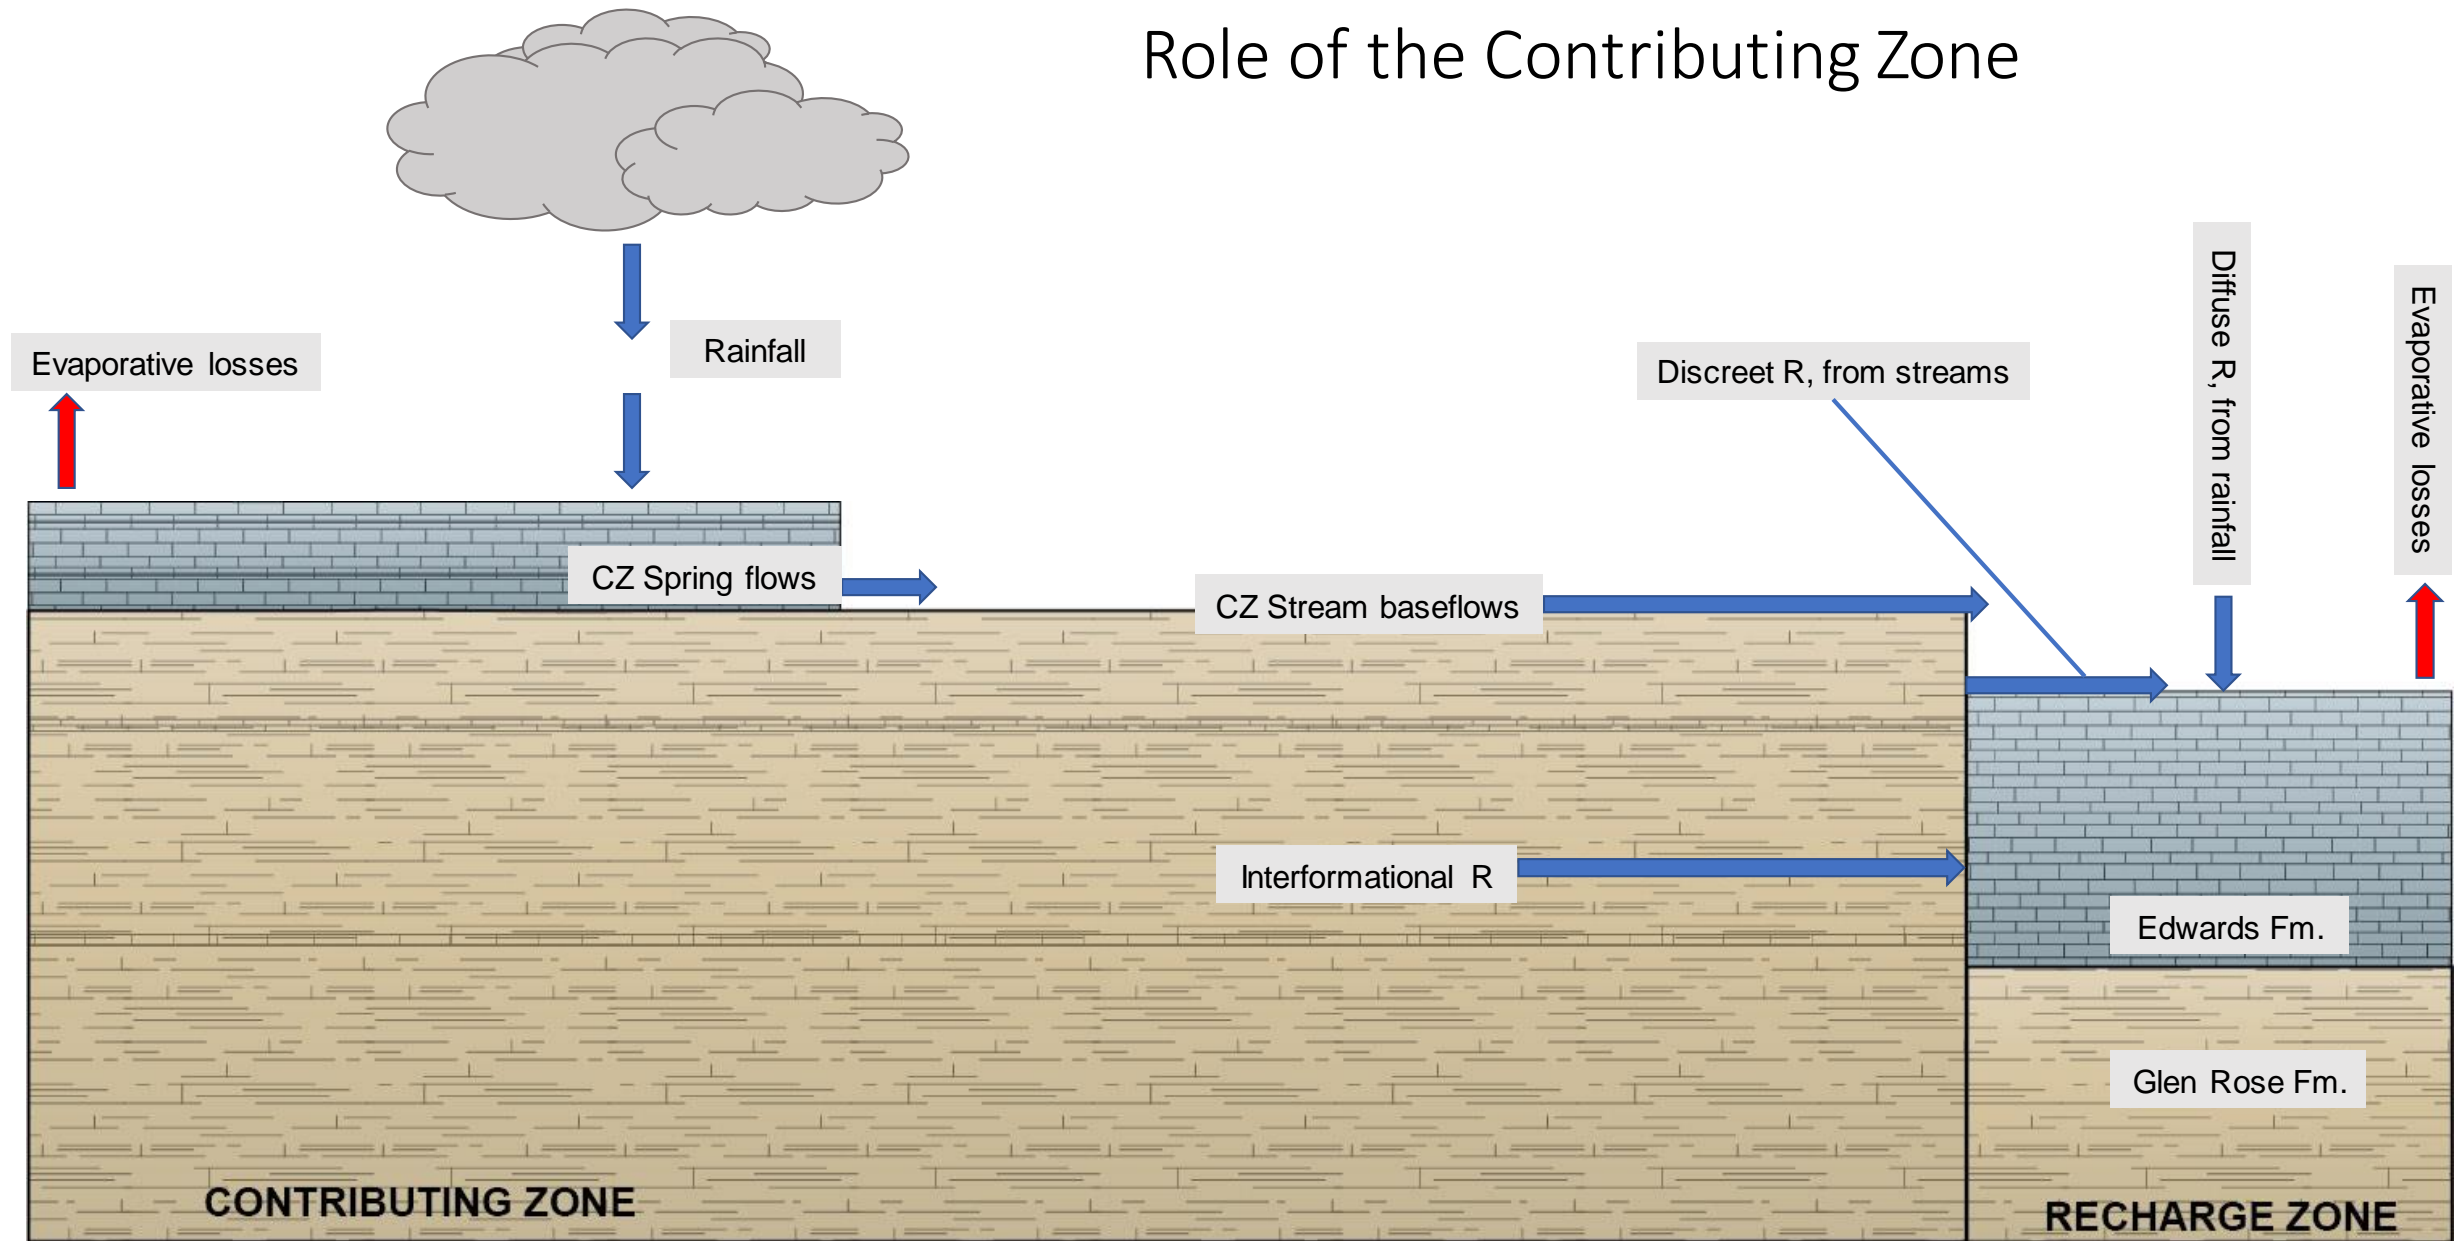 Role of the Contributing Zone
Evaporative losses
Rainfall
Discreet R, from streams
Diffuse R, from rainfall
Evaporative losses
CZ Spring flows
CZ Stream baseflows
Interformational R
Edwards Fm.
Glen Rose Fm.
CONTRIBUTING ZONE
RECHARGE ZONE